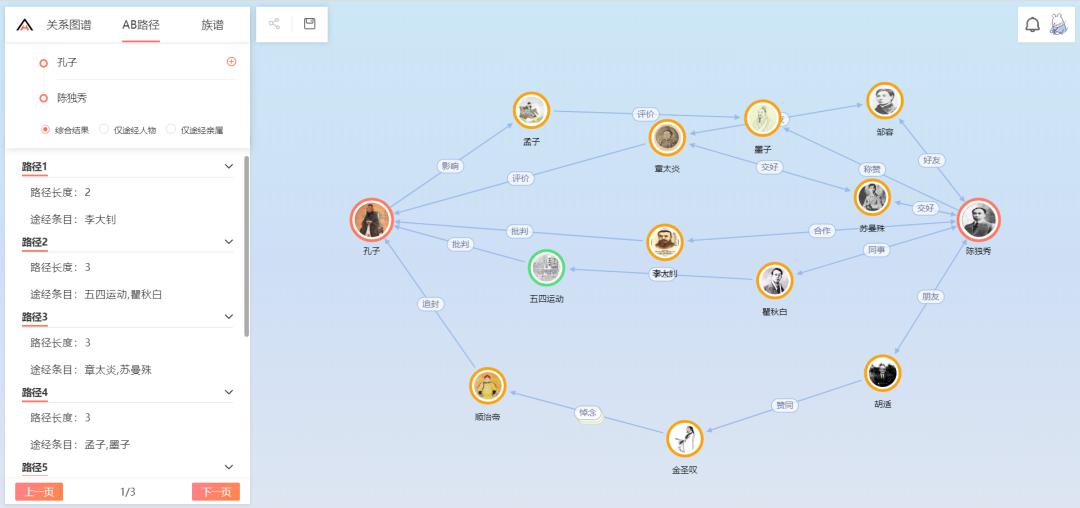 关系图谱 AB路径 族谱
孔子
陈独秀
综合结果 仅途经人物 仅途经亲属
路径1
路径长度：2
途经条目：李大钊
路径2
路径长度：3
途经条目：五四运动,瞿秋白
路径3
路径长度：3
途经条目：章太炎,苏曼殊
路径4
路径长度：3
途经条目：孟子,墨子
路径5
上一页 1/3 下一页
孟子
评价
墨子
友
邹容
章太炎
影响
评价
交好
称赞
好友
苏曼殊
交好
孔子
批判
批判
李大钊
合作
同事
陈独秀
五四运动
瞿秋白
追封
朋友
顺治帝
悼念
赞同
胡适
金圣叹